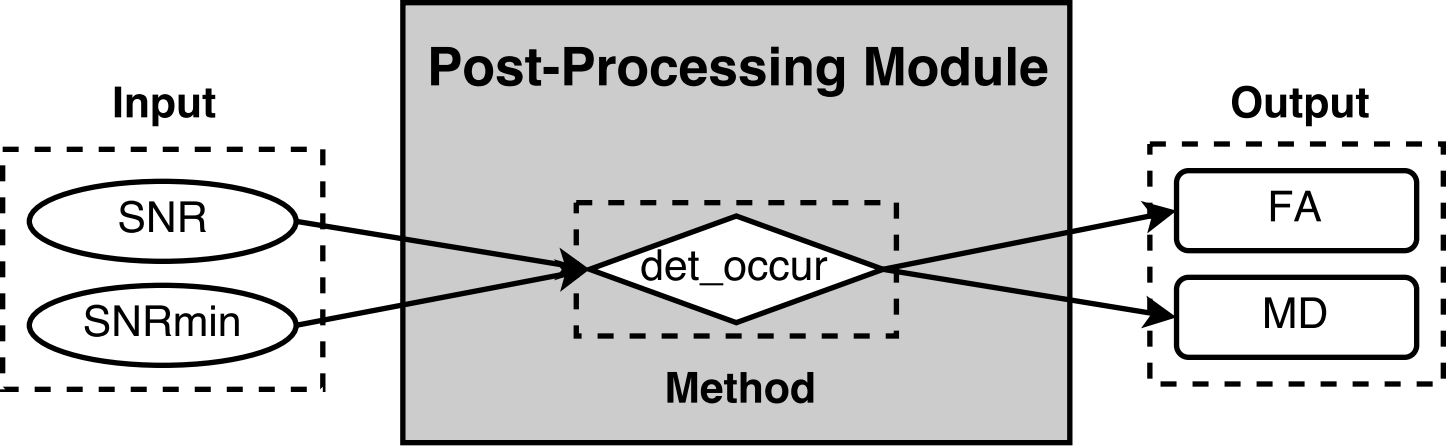 Post-Processing Module
Input
SNR
SNRmin
det_occur
Method
Output
FA
MD